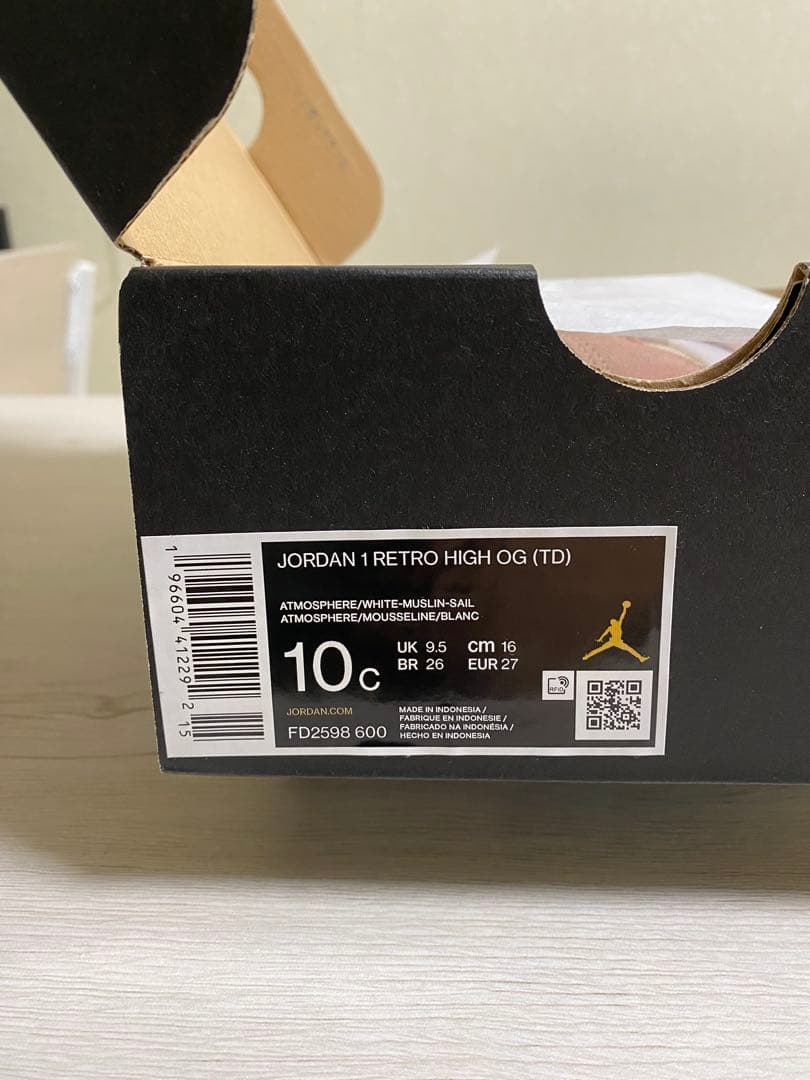 JORDAN 1 RETRO HIGH OG (TD)
ATMOSPHERE/WHITE-MUSLIN-SAIL
ATMOSPHERE/MOUSSELINE/BLANC
10 C
UK 9.5 cm 16
BR 26 EUR 27
JORDAN.COM
FD2598 600
MADE IN INDONESIA /
FABRIQUE EN INDONESIE /
FABRICADO NA INDONÉSIA /
HECHO EN INDONESIA
RFID
1 96604 41229 2 15